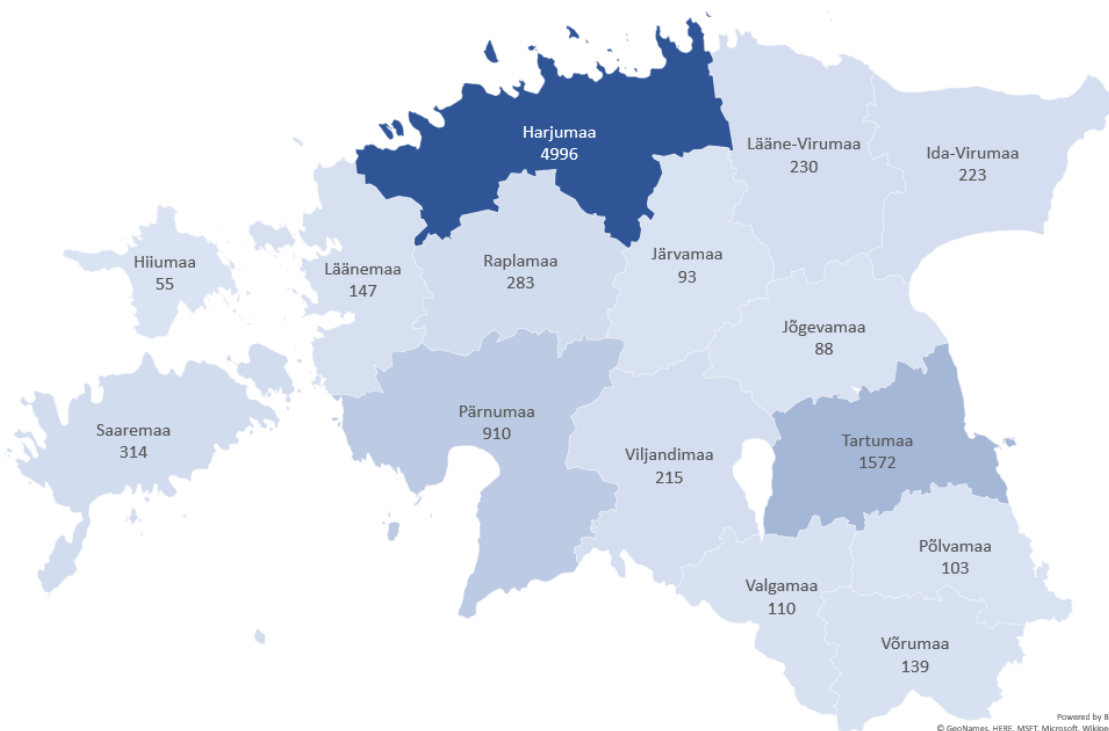 Harjumaa
4996
Lääne-Virumaa
230
Ida-Virumaa
223
Hiiumaa
55
Läänemaa
147
Raplamaa
283
Järvamaa
93
Jõgevamaa
88
Saaremaa
314
Pärnumaa
910
Viljandimaa
215
Tartumaa
1572
Põlvamaa
103
Valgamaa
110
Võrumaa
139
Powered by B
© GeoNames, HERE, MSFT, Microsoft, Wikipe